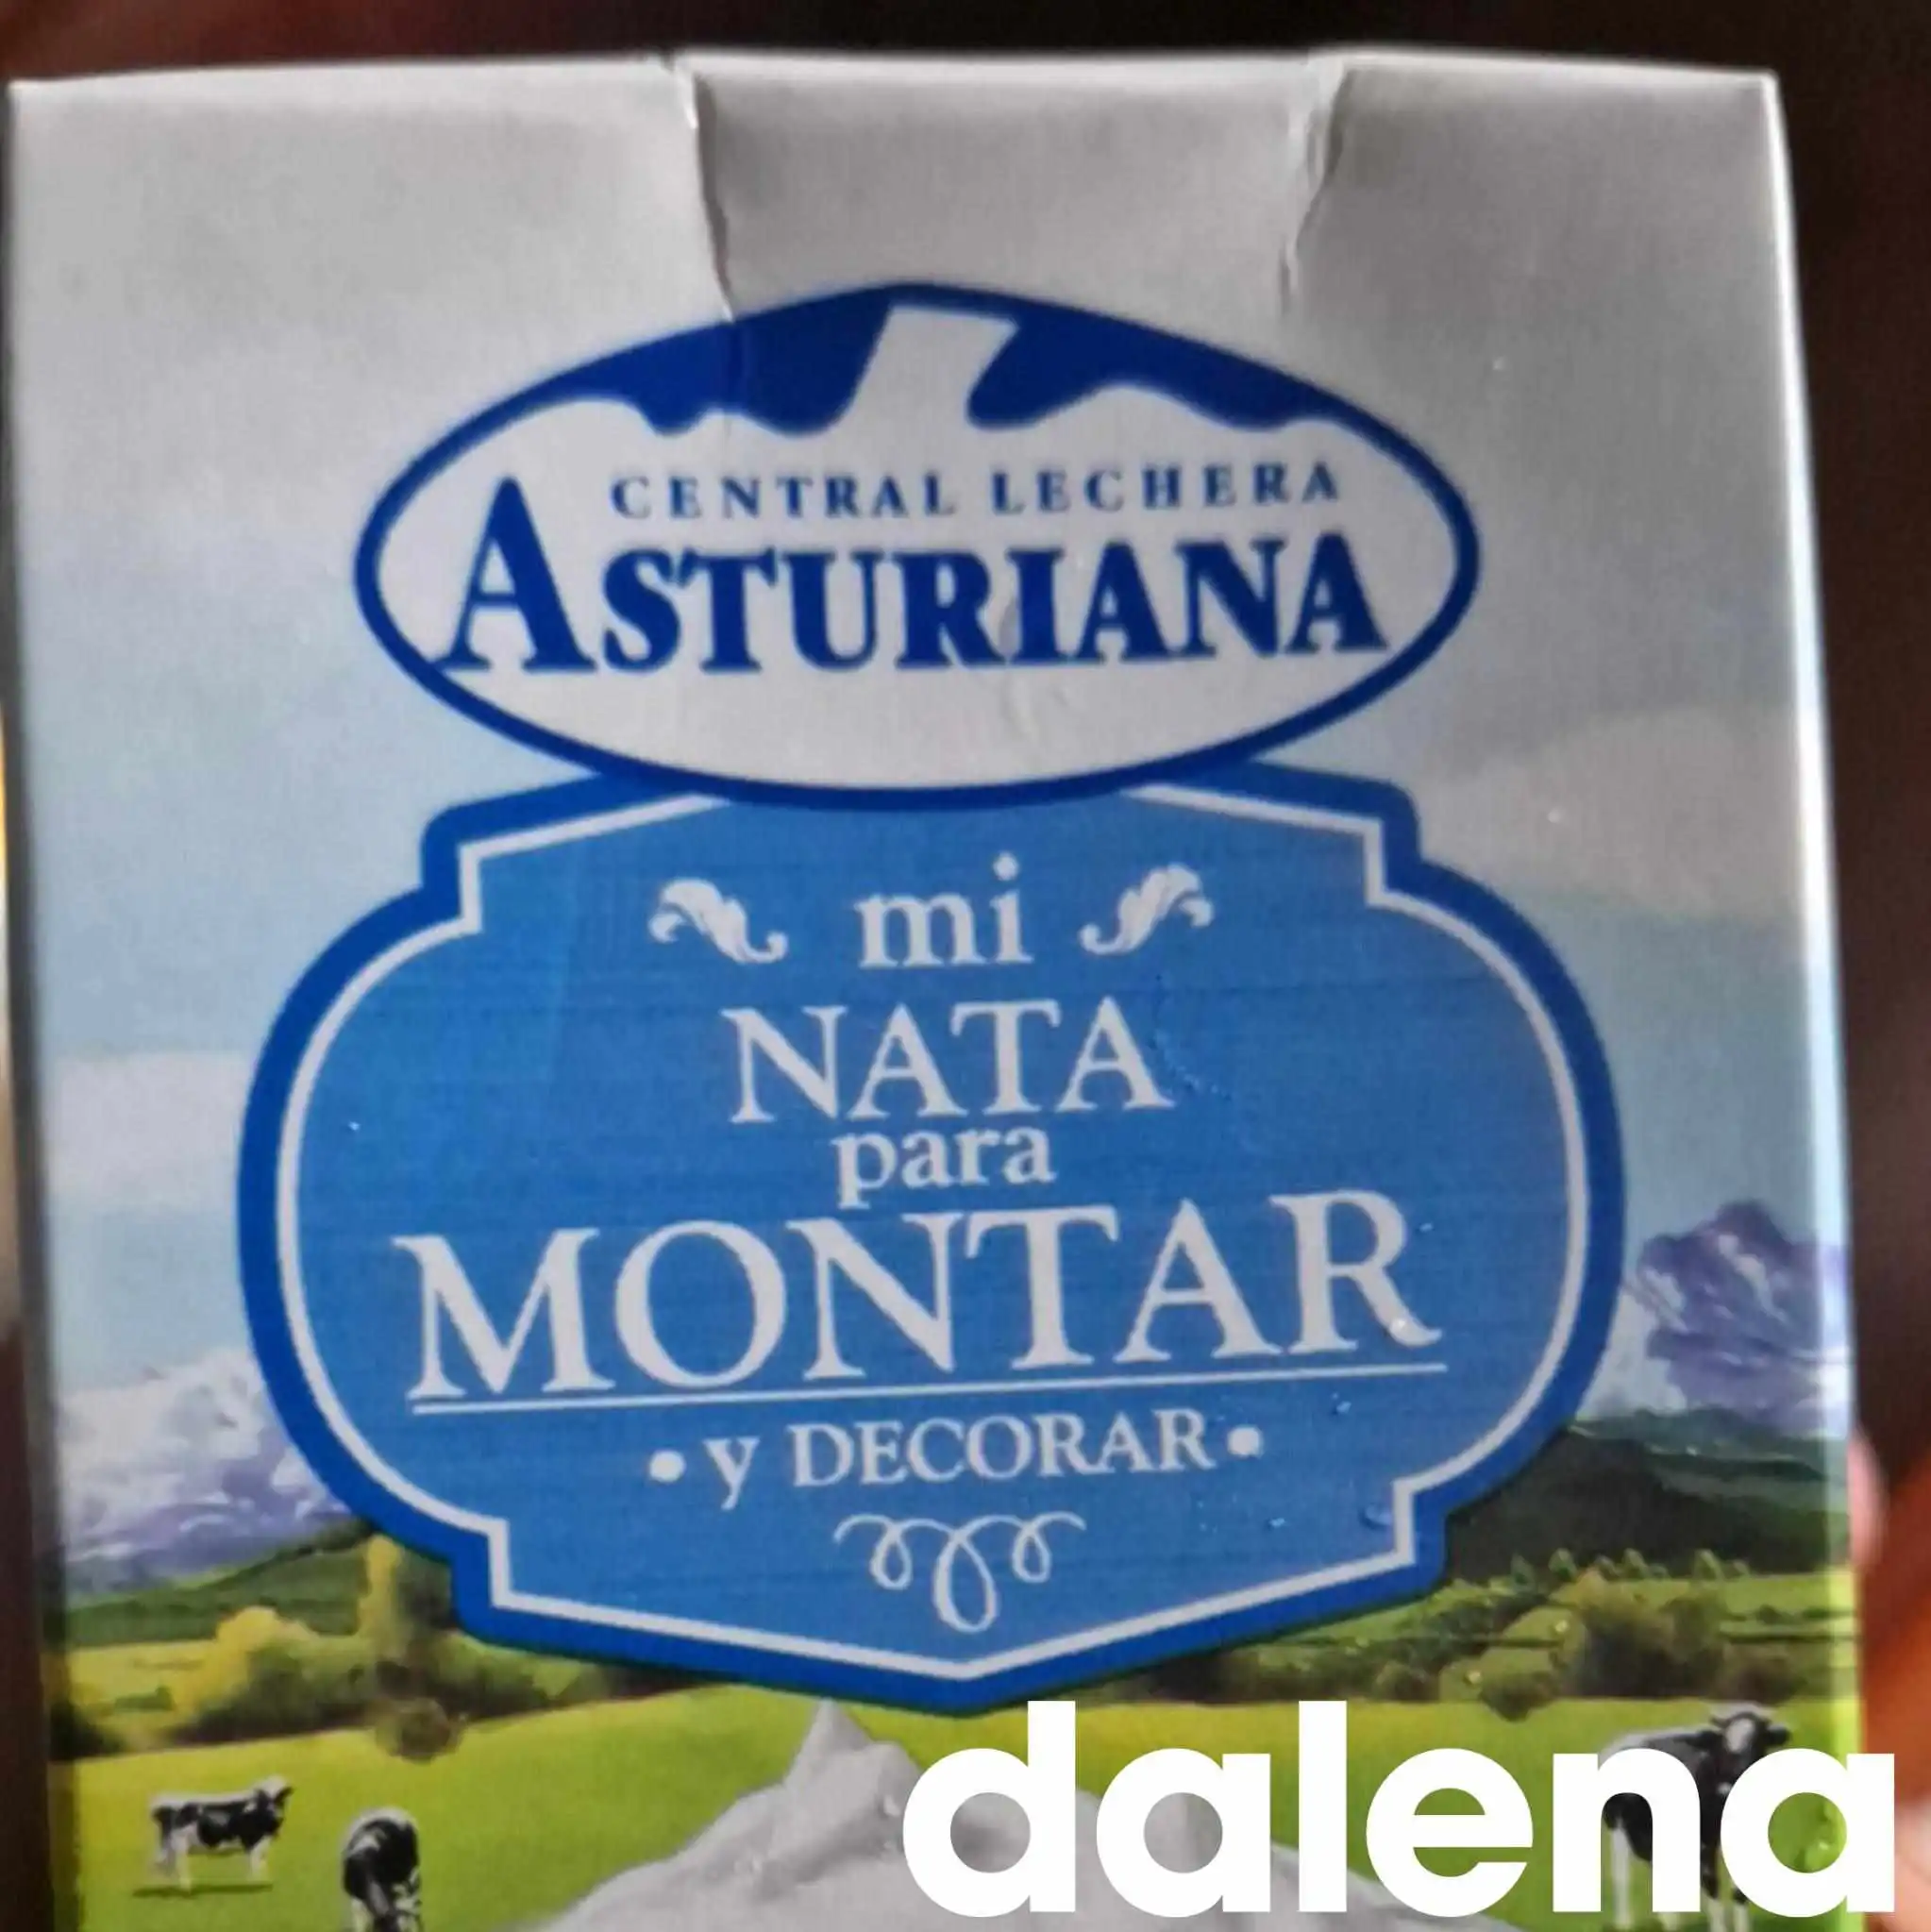 CENTRAL LECHERA
ASTURIANA
mi
NATA
para
MONTAR
• y DECORAR •
dalena